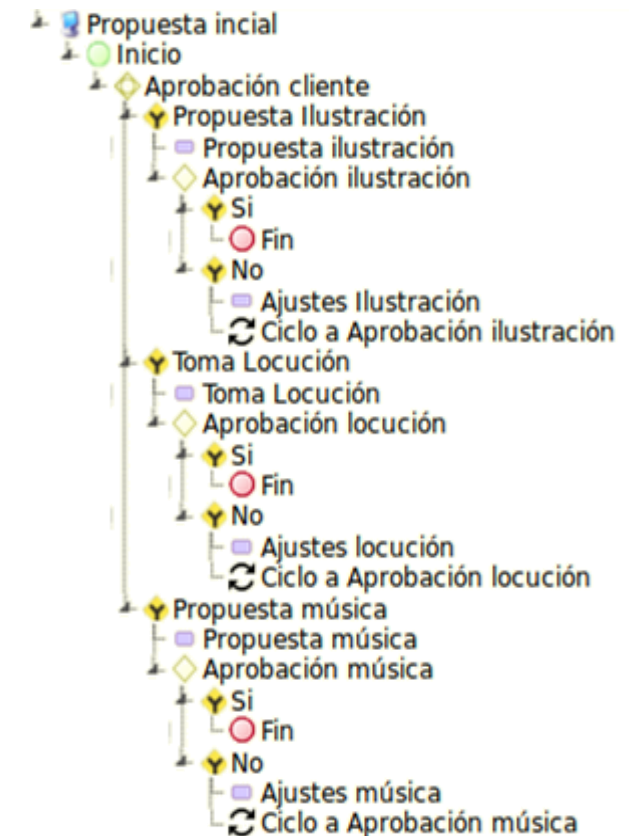 Propuesta incial
Inicio
Aprobación cliente
Propuesta Ilustración
Propuesta ilustración
Aprobación ilustración
Si
Fin
No
Ajustes Ilustración
Ciclo a Aprobación ilustración
Toma Locución
Toma Locución
Aprobación locución
Si
Fin
No
Ajustes locución
Ciclo a Aprobación locución
Propuesta música
Propuesta música
Aprobación música
Si
Fin
No
Ajustes música
Ciclo a Aprobación música